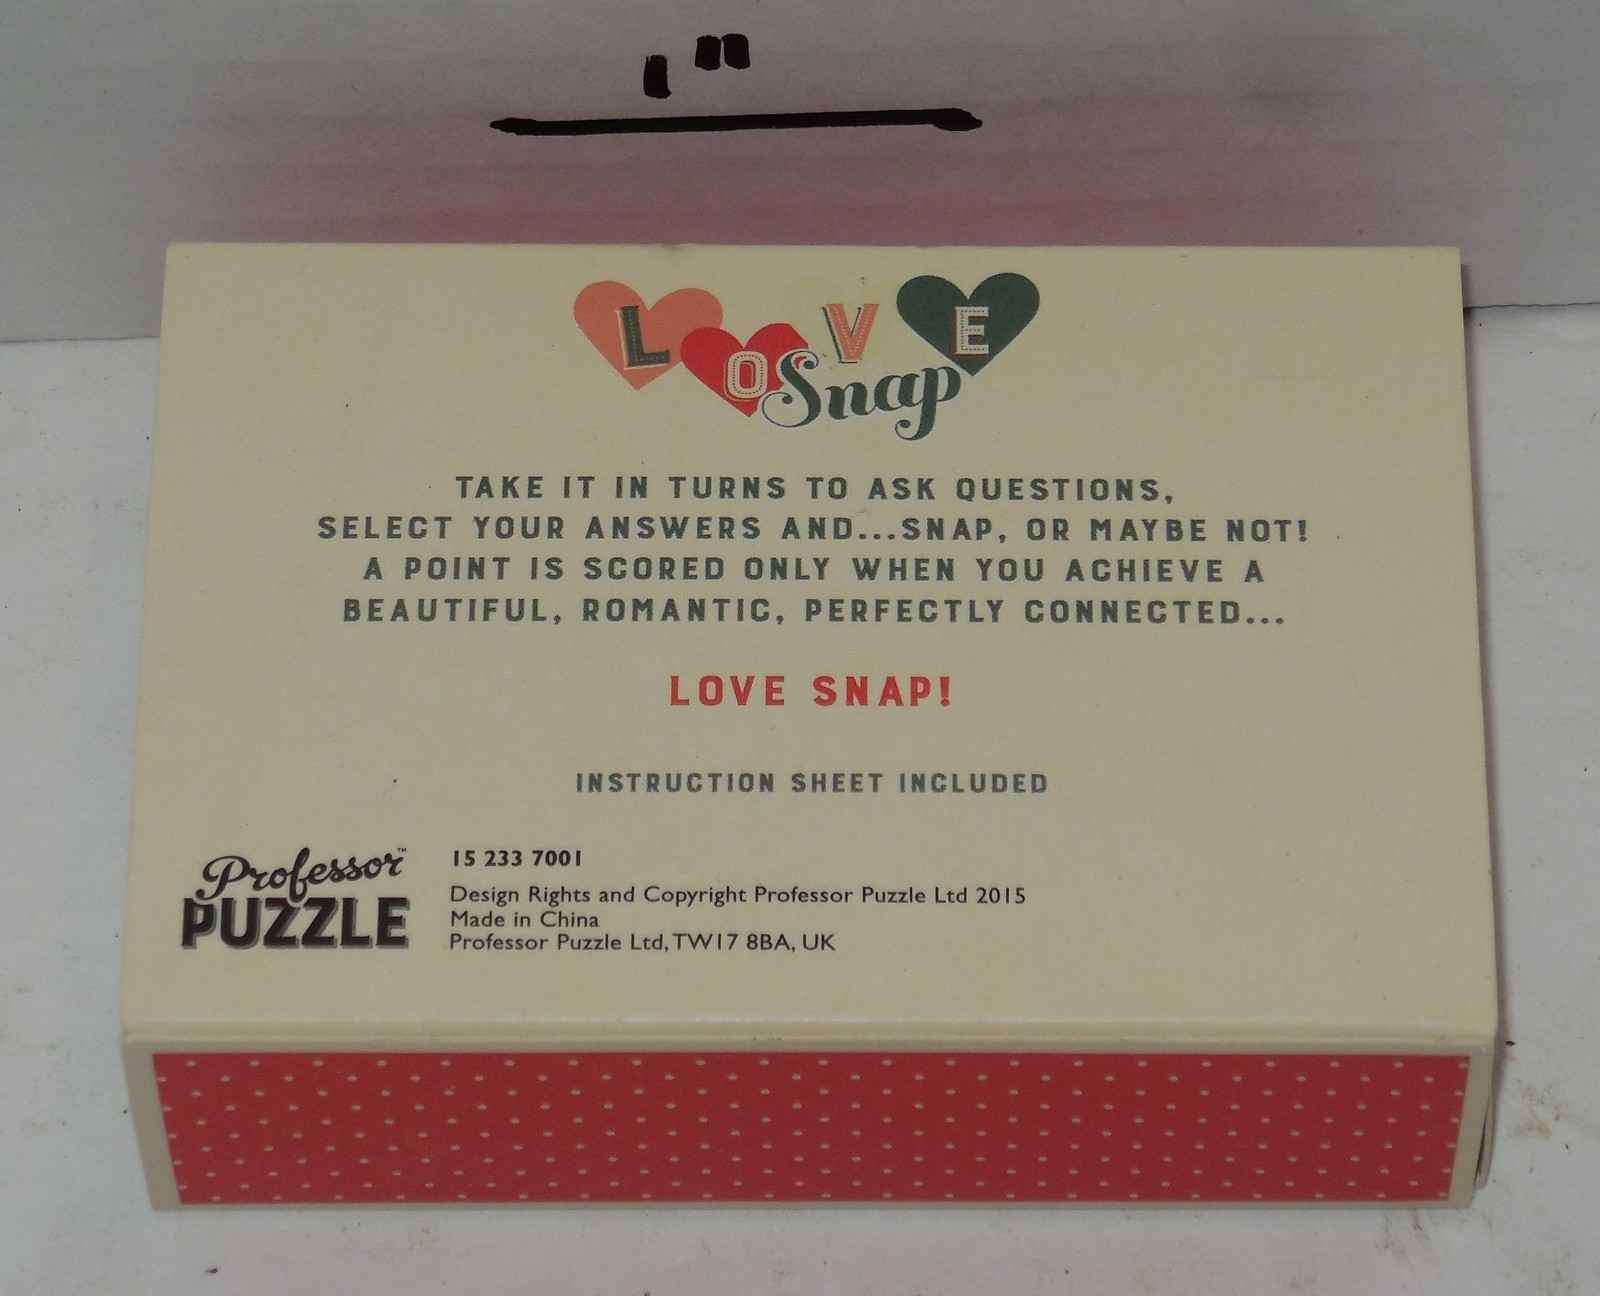 1"
LOVE
Snap
TAKE IT IN TURNS TO ASK QUESTIONS,
SELECT YOUR ANSWERS AND...SNAP, OR MAYBE NOT!
A POINT IS SCORED ONLY WHEN YOU ACHIEVE A
BEAUTIFUL, ROMANTIC, PERFECTLY CONNECTED...
LOVE SNAP!
INSTRUCTION SHEET INCLUDED
Professor™
PUZZLE
15 233 7001
Design Rights and Copyright Professor Puzzle Ltd 2015
Made in China
Professor Puzzle Ltd, TW17 8BA, UK